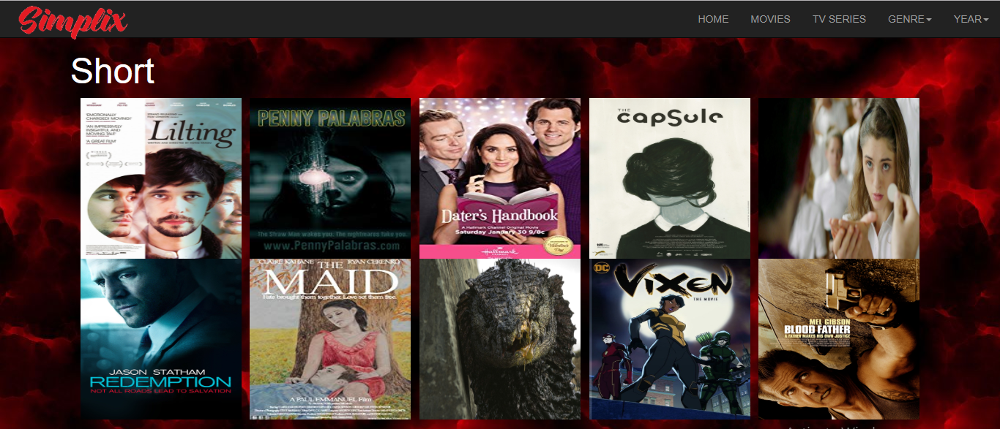 Simplix
HOME MOVIES TV SERIES GENRE YEAR
Short
'EMOTIONALLY
CHARGED! MOVING!'
'AN IMPRESSIVELY
INSIGHTFUL AND
MOVING TALE'
'A GREAT FILM'
Lilting
PENNY PALABRAS
The Straw Man wakes you. The nightmares take you.
www.PennyPalabras.com
Dater's Handbook
A Hallmark Channel Original Movie
Saturday January 30 9/8c
Hallmark
CHANNEL
THE
capsule
JASON STATHAM
REDEMPTION
NOT ALL ROADS LEAD TO SALVATION
CLAIRE KAHANE RYAN CERENKO
THE
MAID
Fate brought them together. Love set them free.
A PAUL EMMANUEL Film
DC
VIXEN
THE MOVIE
MEL GIBSON
BLOOD FATHER
A FATHER MAKES HIS OWN JUSTICE